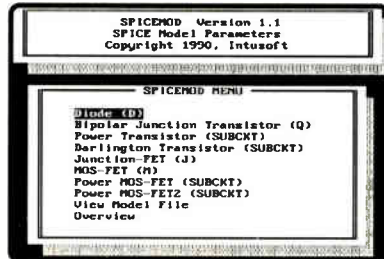 SPICEMOD Version 1.1
SPICE Model Parameters
Copyright 1990, Intusoft
SPICEMOD MENU
Diode (D)
Bipolar Junction Transistor (Q)
Power Transistor (SUBCKT)
Darlington Transistor (SUBCKT)
Junction-FET (J)
MOS-FET (M)
Power MOS-FET (SUBCKT)
Power MOS-FET2 (SUBCKT)
View Model File
Overview